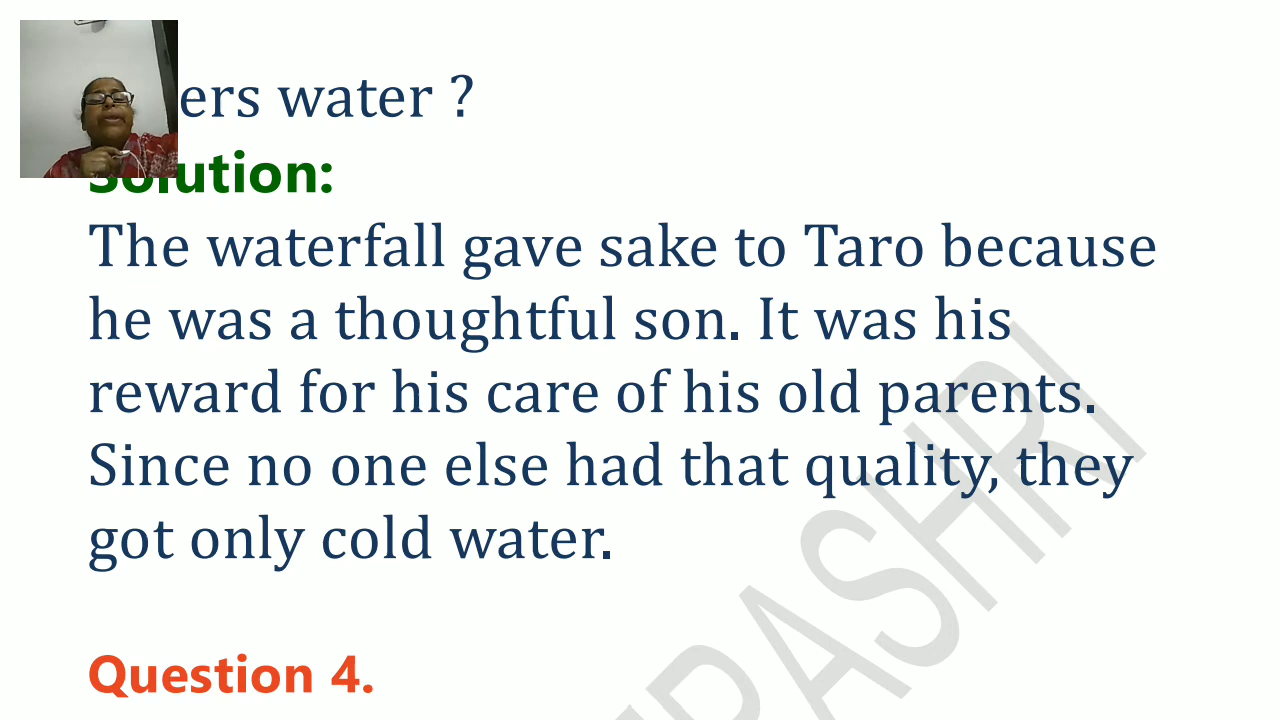 ers water ?
Solution:
The waterfall gave sake to Taro because
he was a thoughtful son. It was his
reward for his care of his old parents.
Since no one else had that quality, they
got only cold water.
Question 4.